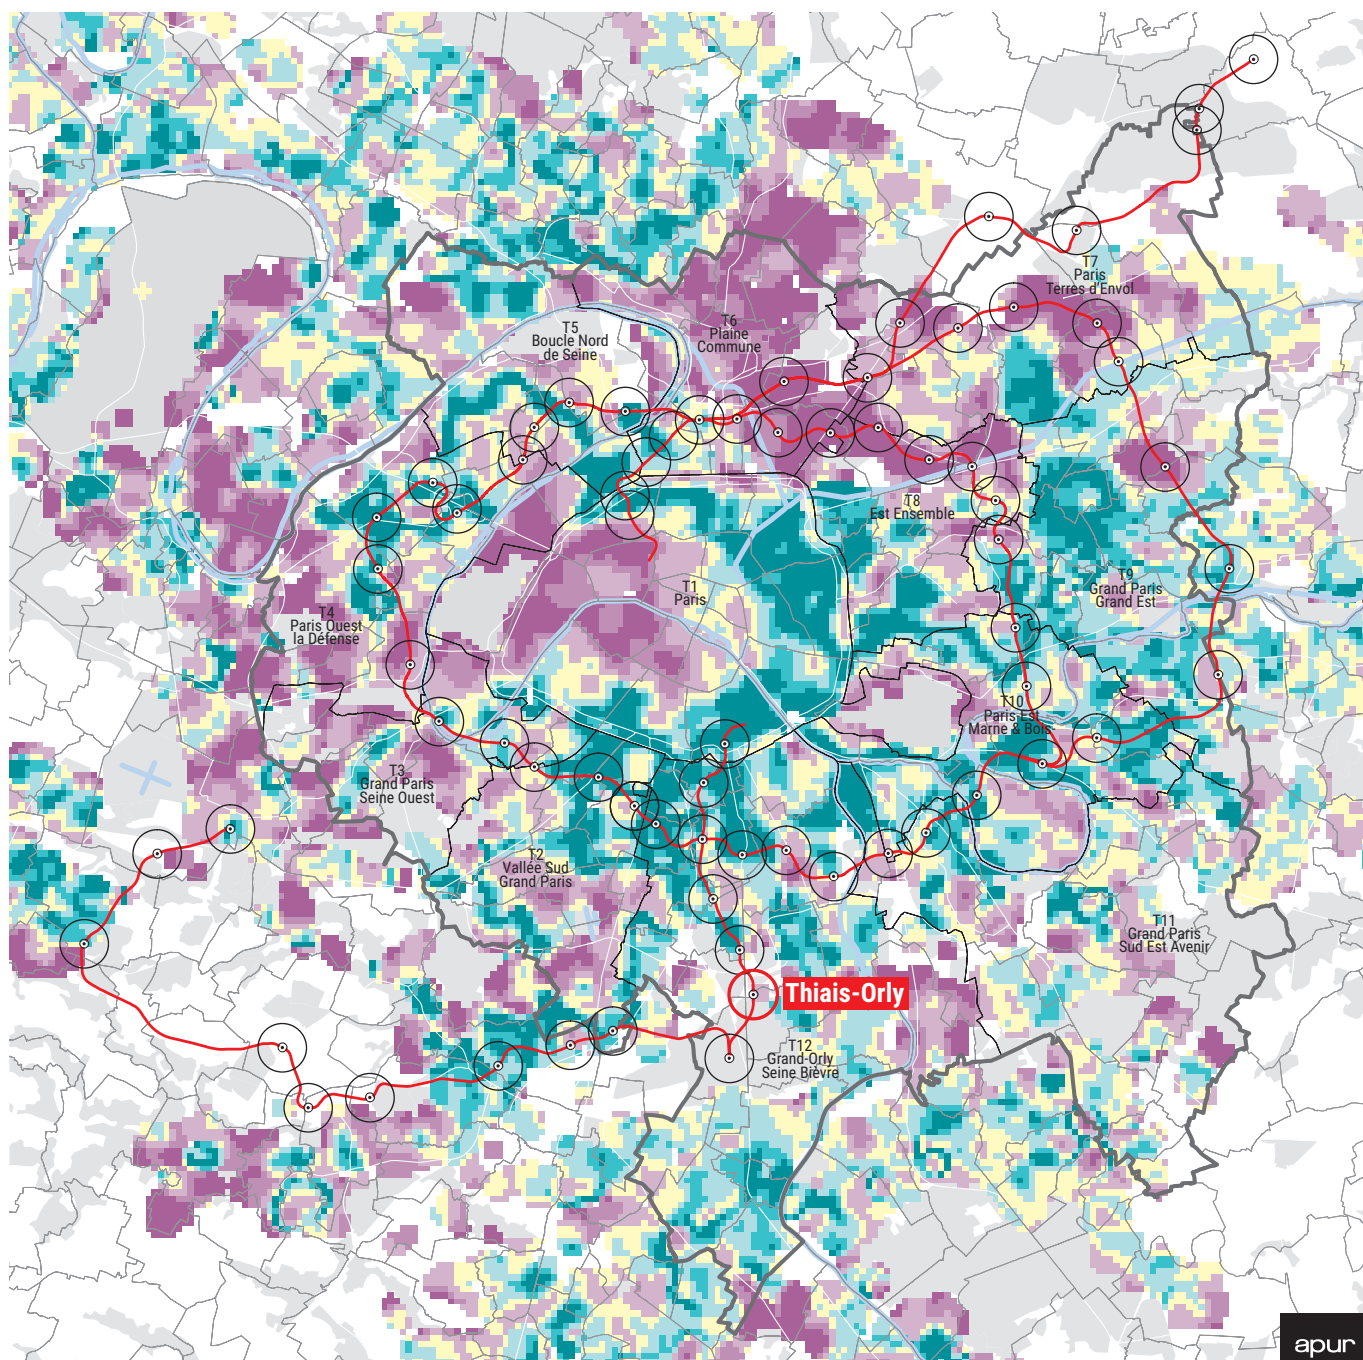 T7
Paris
Terres d'Envol
T6
Plaine
Commune
T5
Boucle Nord
de Seine
T8
Est Ensemble
T1
Paris
T9
Grand Paris
Grand Est
T4
Paris Ouest
la Défense
T10
Paris Est
Marne & Bois
T3
Grand Paris
Seine Ouest
T2
Vallée Sud
Grand Paris
T11
Grand Paris
Sud Est Avenir
Thiais-Orly
T12
Grand-Orly
Seine Bièvre
apur